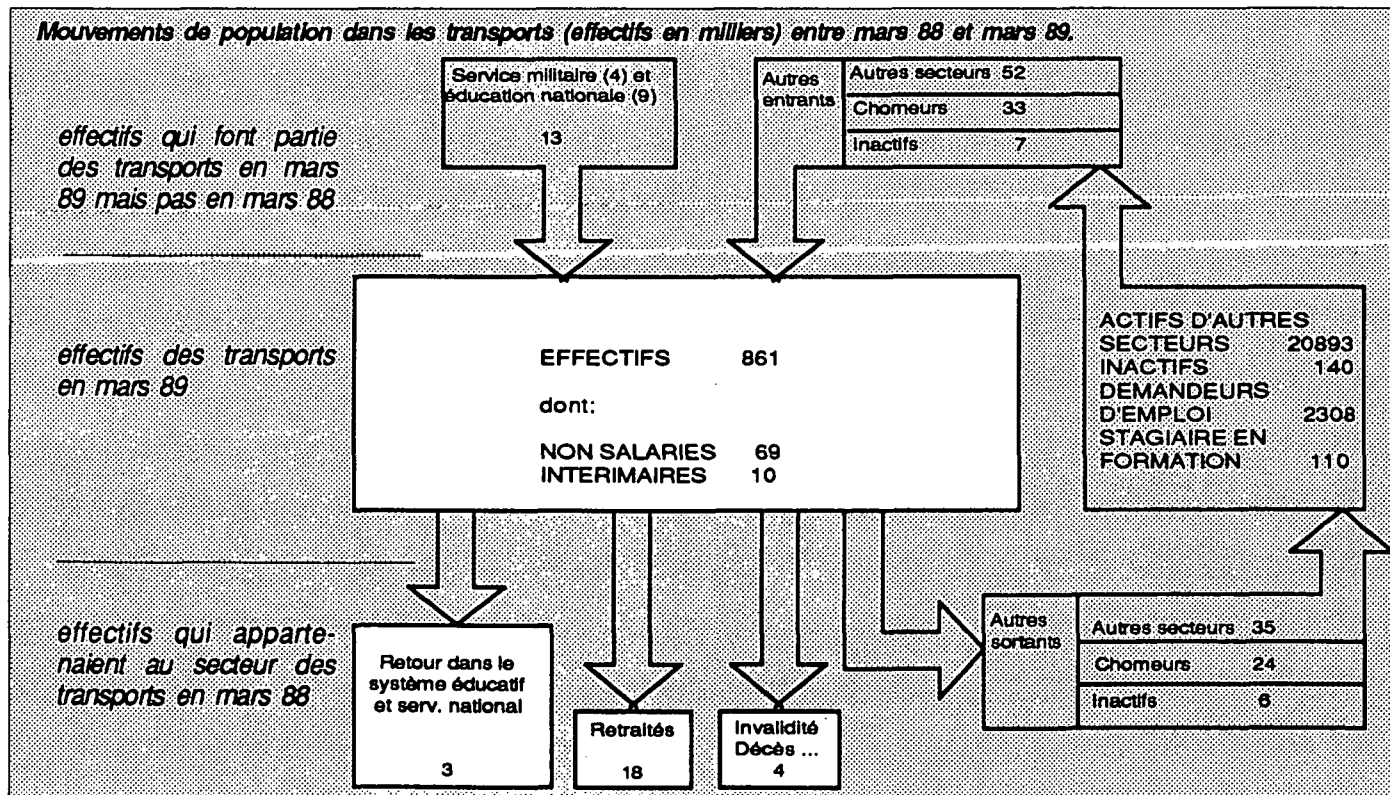 Mouvements de population dans les transports (effectifs en milliers) entre mars 88 et mars 89.
Service militaire (4) et
éducation nationale (9)
13
Autres
entrants
Autres secteurs 52
Chomeurs 33
Inactifs 7
effectifs qui font partie
des transports en mars
89 mais pas en mars 88
effectifs des transports
en mars 89
EFFECTIFS 861
dont:
NON SALARIES 69
INTERIMAIRES 10
ACTIFS D'AUTRES
SECTEURS 20893
INACTIFS 140
DEMANDEURS
D'EMPLOI 2308
STAGIAIRE EN
FORMATION 110
effectifs qui apparte-
naient au secteur des
transports en mars 88
Retour dans le
système éducatif
et serv. national
3
Retraités
18
Invalidité
Décès ...
4
Autres
sortants
Autres secteurs 35
Chomeurs 24
Inactifs 6